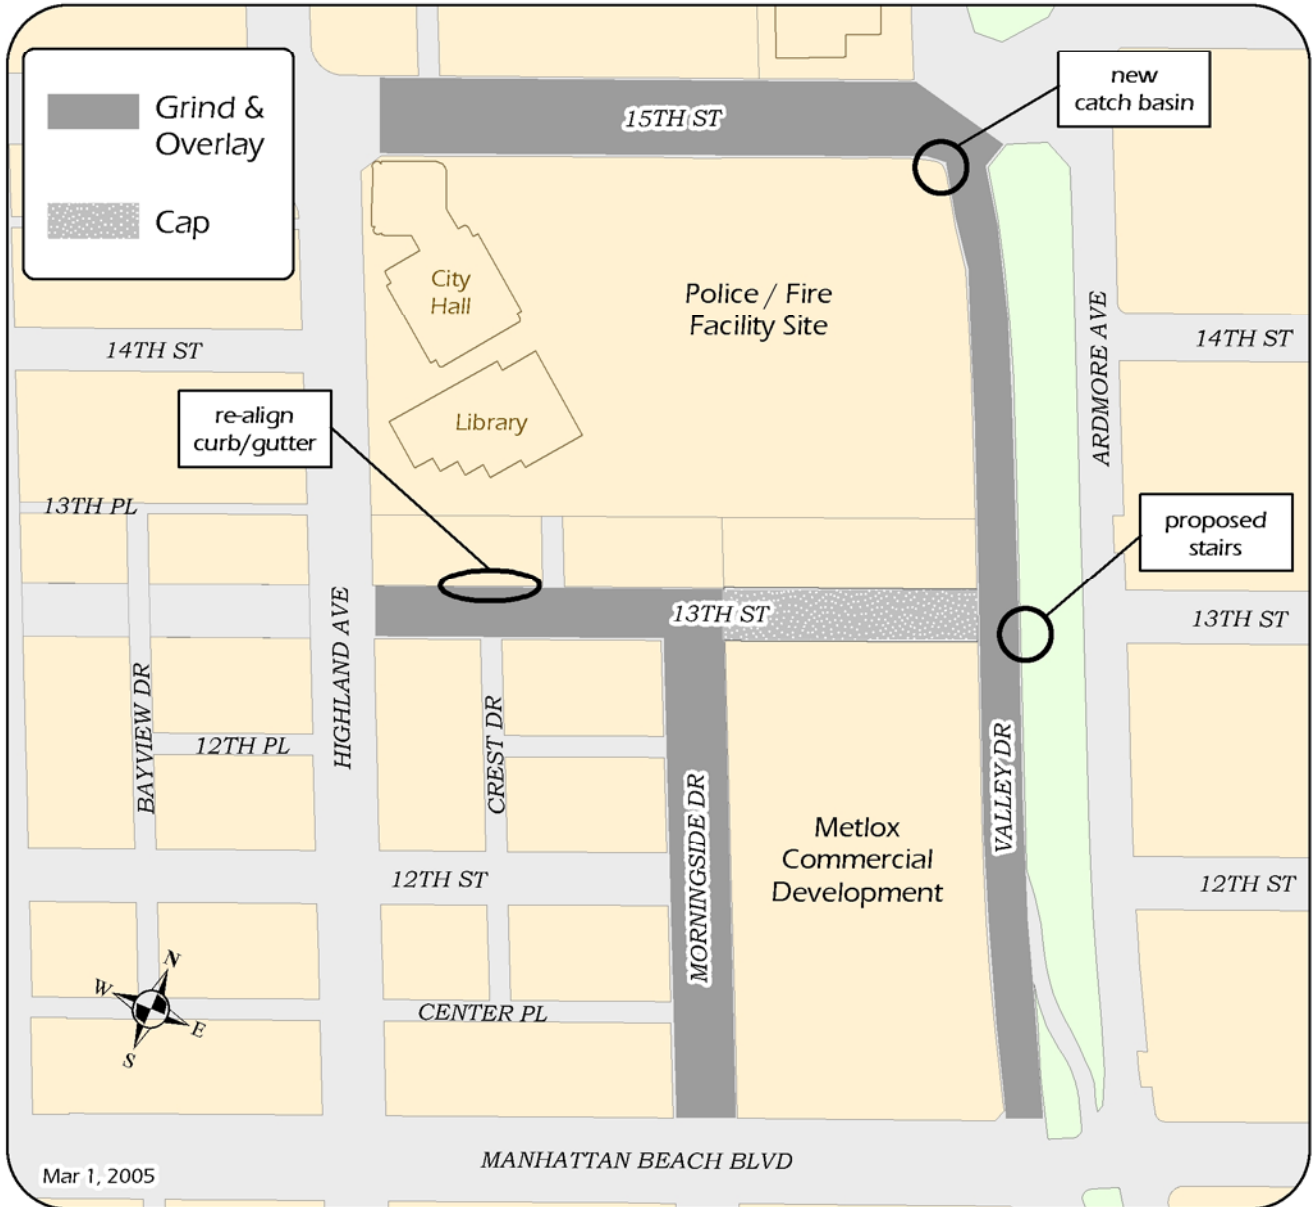 Grind &
Overlay
Cap
new
catch basin
15TH ST
City
Hall
Police / Fire
Facility Site
14TH ST
14TH ST
ARDMORE AVE
re-align
curb/gutter
Library
13TH PL
proposed
stairs
13TH ST
13TH ST
HIGHLAND AVE
BAYVIEW DR
12TH PL
CREST DR
MORNINGSIDE DR
VALLEY DR
Metlox
Commercial
Development
12TH ST
12TH ST
N
W
E
S
CENTER PL
MANHATTAN BEACH BLVD
Mar 1, 2005